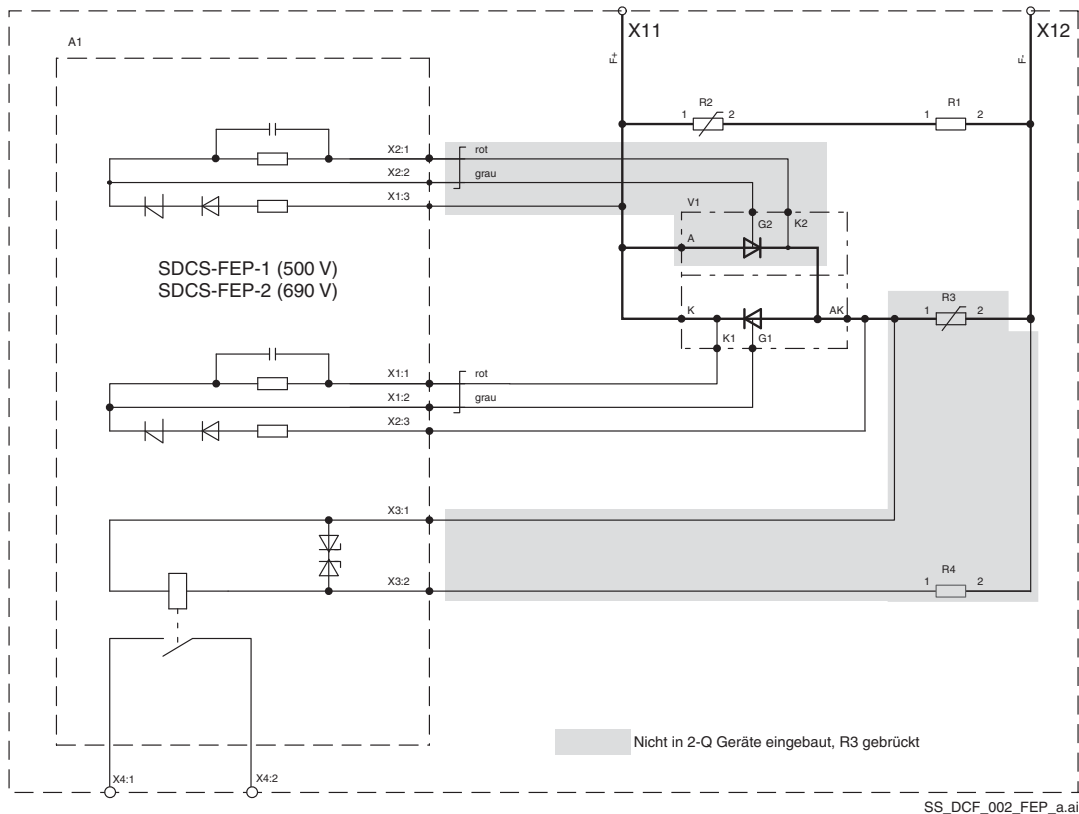 X11
X12
A1
F+
F-
R2
1
2
R1
1
2
X2:1
rot
X2:2
grau
X1:3
V1
G2
K2
A
SDCS-FEP-1 (500 V)
SDCS-FEP-2 (690 V)
R3
K
AK
1
2
K1
G1
X1:1
rot
X1:2
grau
X2:3
X3:1
R4
X3:2
1
2
Nicht in 2-Q Geräte eingebaut, R3 gebrückt
X4:1
X4:2
SS_DCF_002_FEP_a.ai